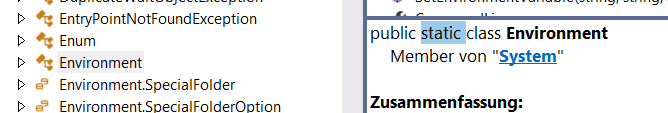 DuplicateWaitObjectException
EntryPointNotFoundException
Enum
Environment
Environment.SpecialFolder
Environment.SpecialFolderOption
SetEnvironmentVariable(string, string)
public static class Environment
Member von "System"
Zusammenfassung: